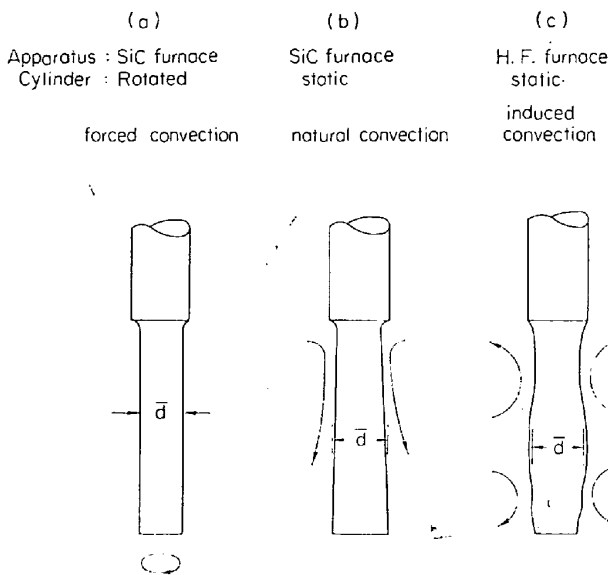 (a) (b) (c)
Apparatus : SiC furnace SiC furnace H. F. furnace
Cylinder : Rotated static static.
forced convection natural convection induced convection
d̅ d̅ d̅